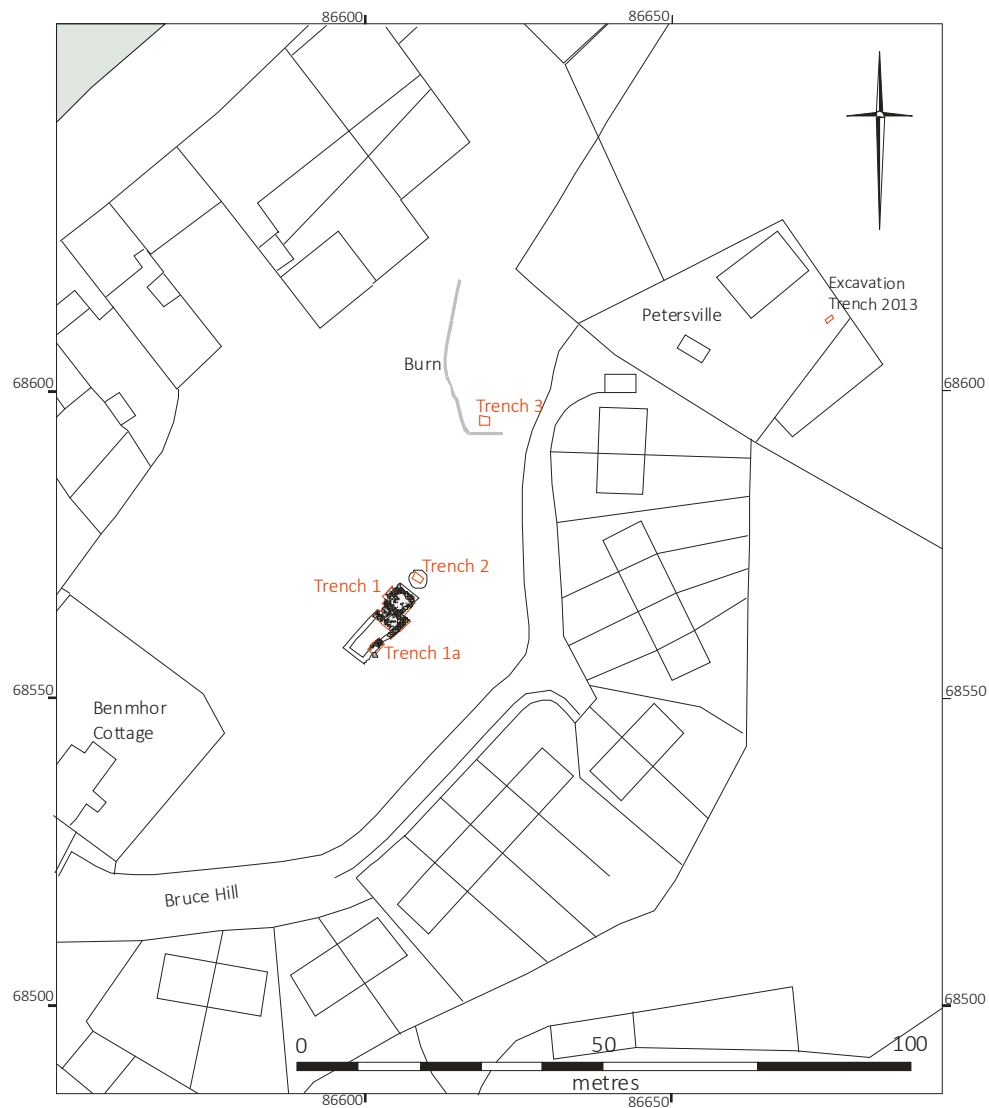 86600
86650
Excavation
Trench 2013
Petersville
Burn
68600
68600
Trench 3
Trench 2
Trench 1
Trench 1a
68550
68550
Benmhor
Cottage
Bruce Hill
68500
68500
0 50 100
metres
86600
86650